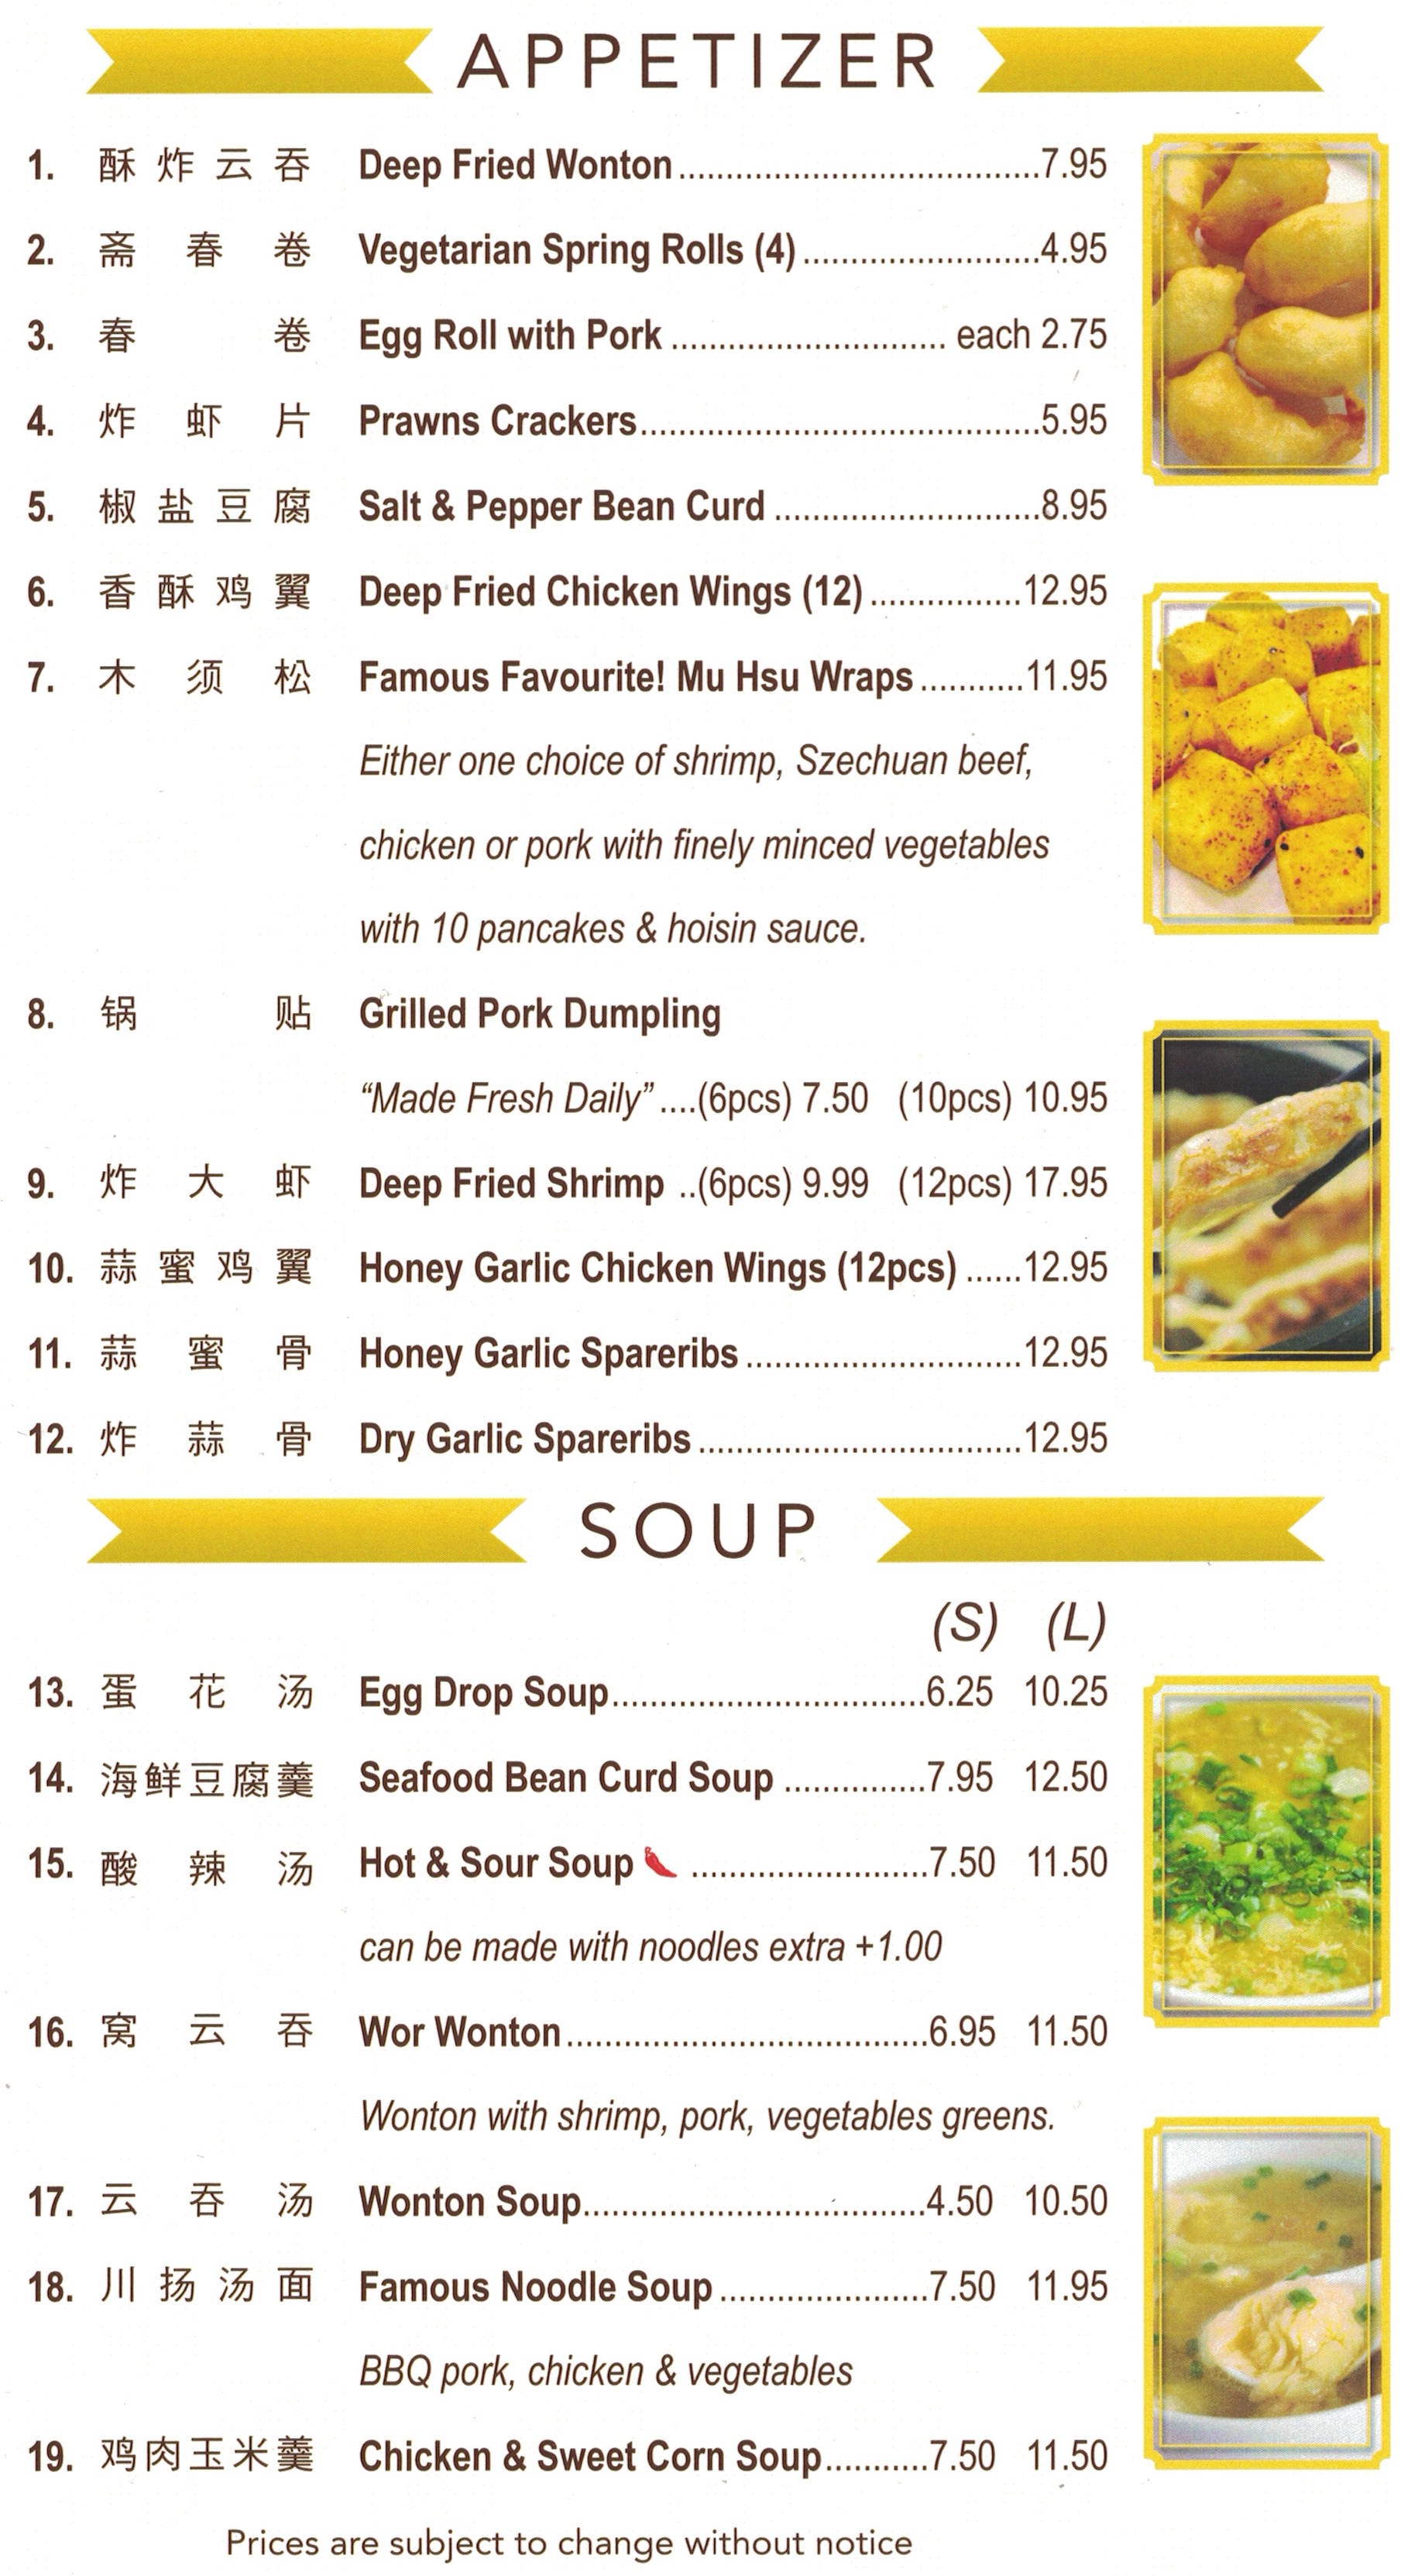 APPETIZER
1. 酥炸云吞 Deep Fried Wonton.......................................7.95
2. 斋春卷 Vegetarian Spring Rolls (4).........................4.95
3. 春卷 Egg Roll with Pork ............................. each 2.75
4. 炸虾片 Prawns Crackers...........................................5.95
5. 椒盐豆腐 Salt & Pepper Bean Curd ............................8.95
6. 香酥鸡翼 Deep Fried Chicken Wings (12)................12.95
7. 木须松 Famous Favourite! Mu Hsu Wraps...........11.95
Either one choice of shrimp, Szechuan beef,
chicken or pork with finely minced vegetables
with 10 pancakes & hoisin sauce.
8. 锅贴 Grilled Pork Dumpling
“Made Fresh Daily”....(6pcs) 7.50 (10pcs) 10.95
9. 炸大虾 Deep Fried Shrimp ..(6pcs) 9.99 (12pcs) 17.95
10. 蒜蜜鸡翼 Honey Garlic Chicken Wings (12pcs) ......12.95
11. 蒜蜜骨 Honey Garlic Spareribs.............................12.95
12. 炸蒜骨 Dry Garlic Spareribs..................................12.95
SOUP
(S) (L)
13. 蛋花汤 Egg Drop Soup.................................6.25 10.25
14. 海鲜豆腐羹 Seafood Bean Curd Soup ...............7.95 12.50
15. 酸辣汤 Hot & Sour Soup .........................7.50 11.50
can be made with noodles extra +1.00
16. 窝云吞 Wor Wonton......................................6.95 11.50
Wonton with shrimp, pork, vegetables greens.
17. 云吞汤 Wonton Soup....................................4.50 10.50
18. 川扬汤面 Famous Noodle Soup......................7.50 11.95
BBQ pork, chicken & vegetables
19. 鸡肉玉米羹 Chicken & Sweet Corn Soup...........7.50 11.50
Prices are subject to change without notice